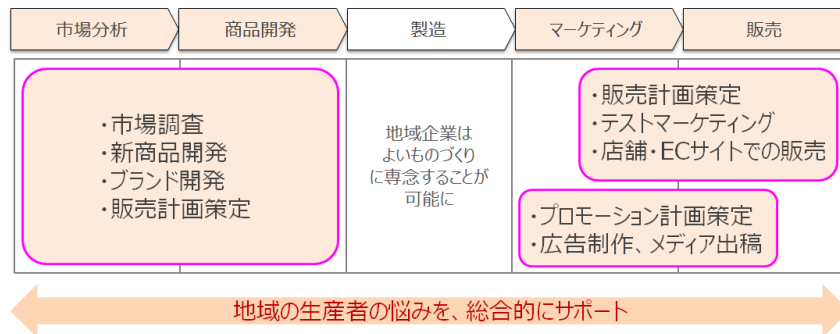 市場分析
商品開発
製造
マーケティング
販売
・市場調査
・新商品開発
・ブランド開発
・販売計画策定
地域企業は
よいものづくり
に専念することが
可能に
・販売計画策定
・テストマーケティング
・店舗・ECサイトでの販売
・プロモーション計画策定
・広告制作、メディア出稿
地域の生産者の悩みを、総合的にサポート